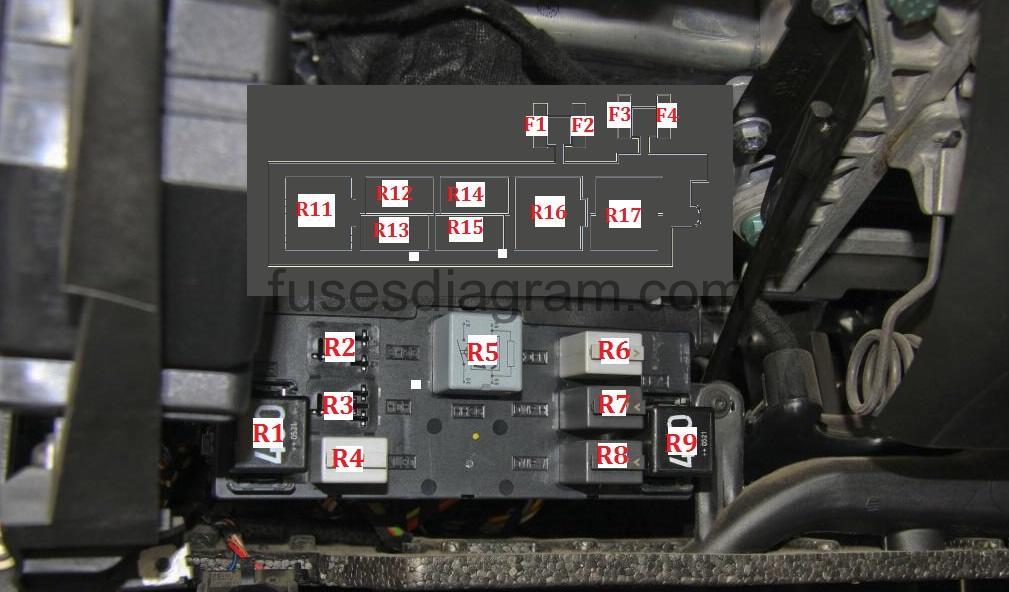 F1 F2 F3 F4
R11 R12 R14 R16 R17
R13 R15
fusesdiagram.com
R2 R5 R6
R3 R7
R1 R4 R8 R9